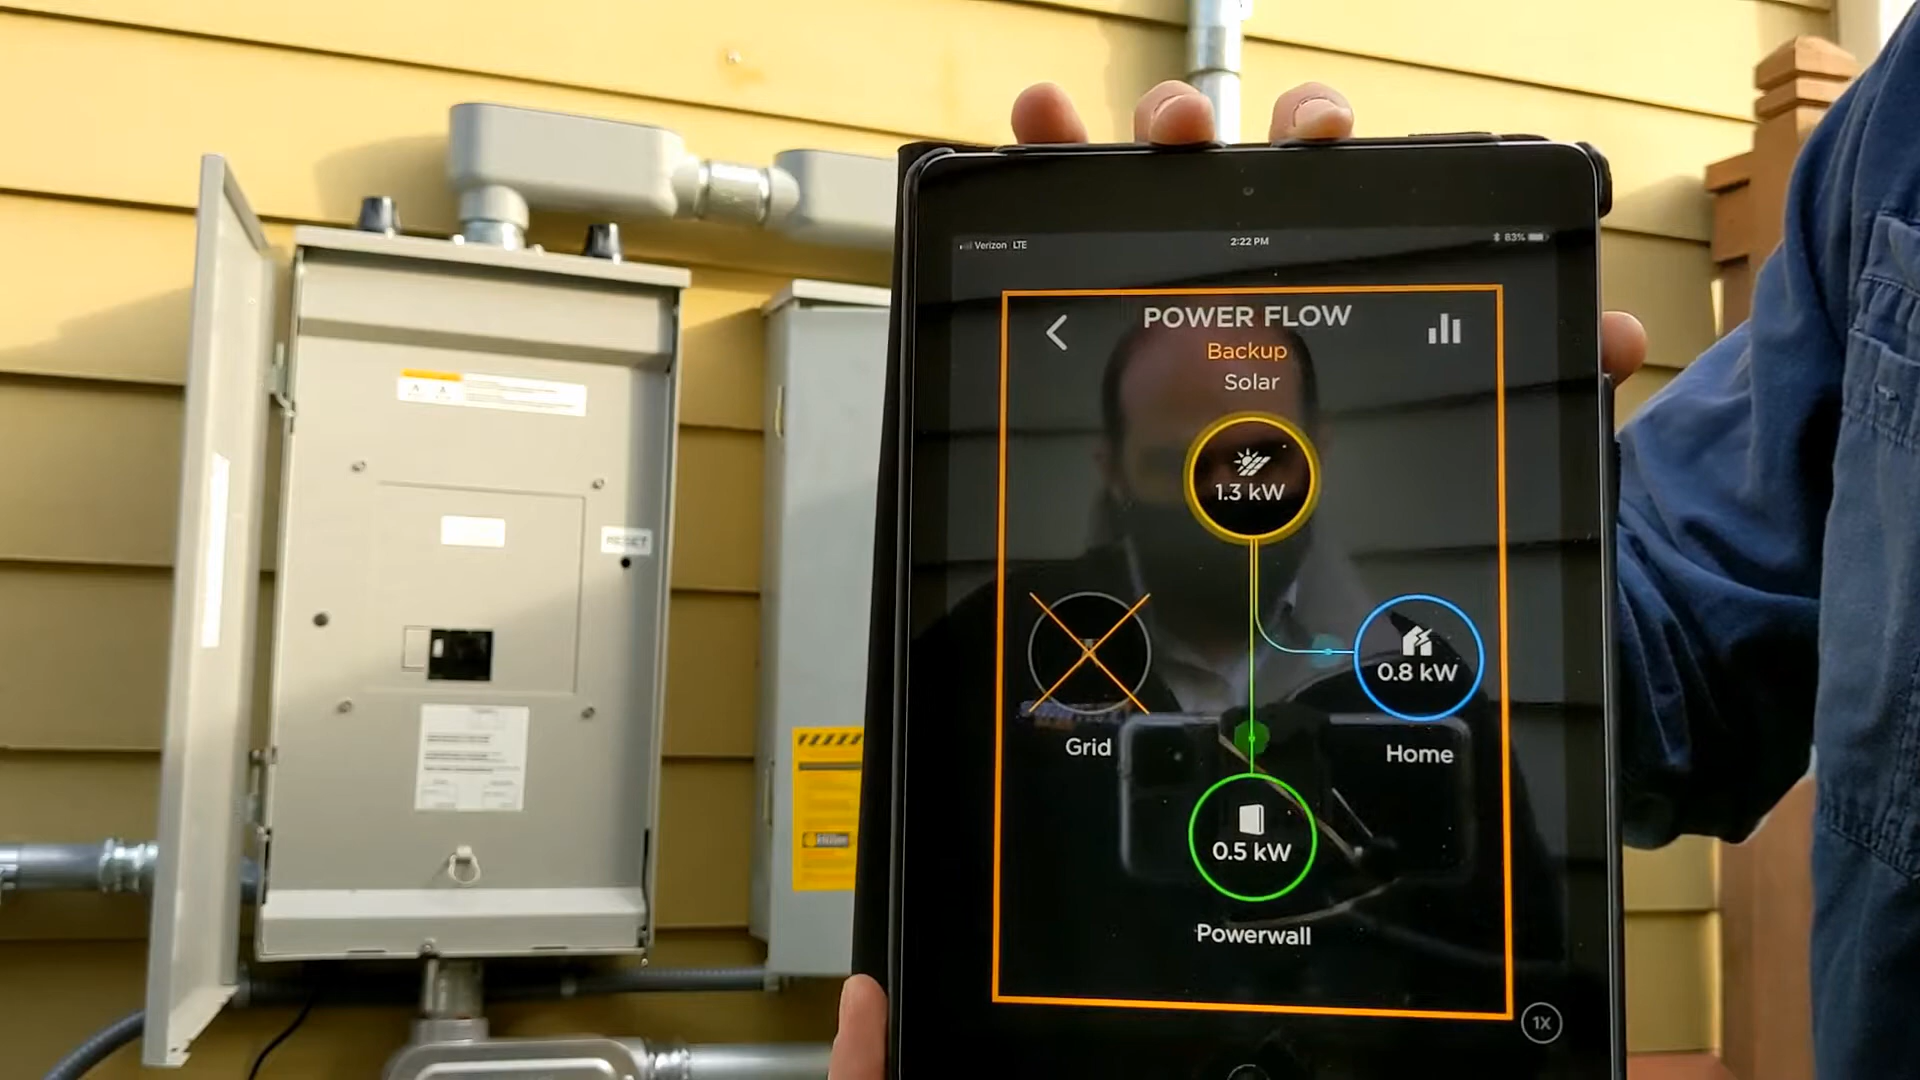 RESET
Verizon LTE
2:22 PM
83%
POWER FLOW
Backup
Solar
1.3 kW
0.8 kW
Grid
Home
0.5 kW
Powerwall
1X